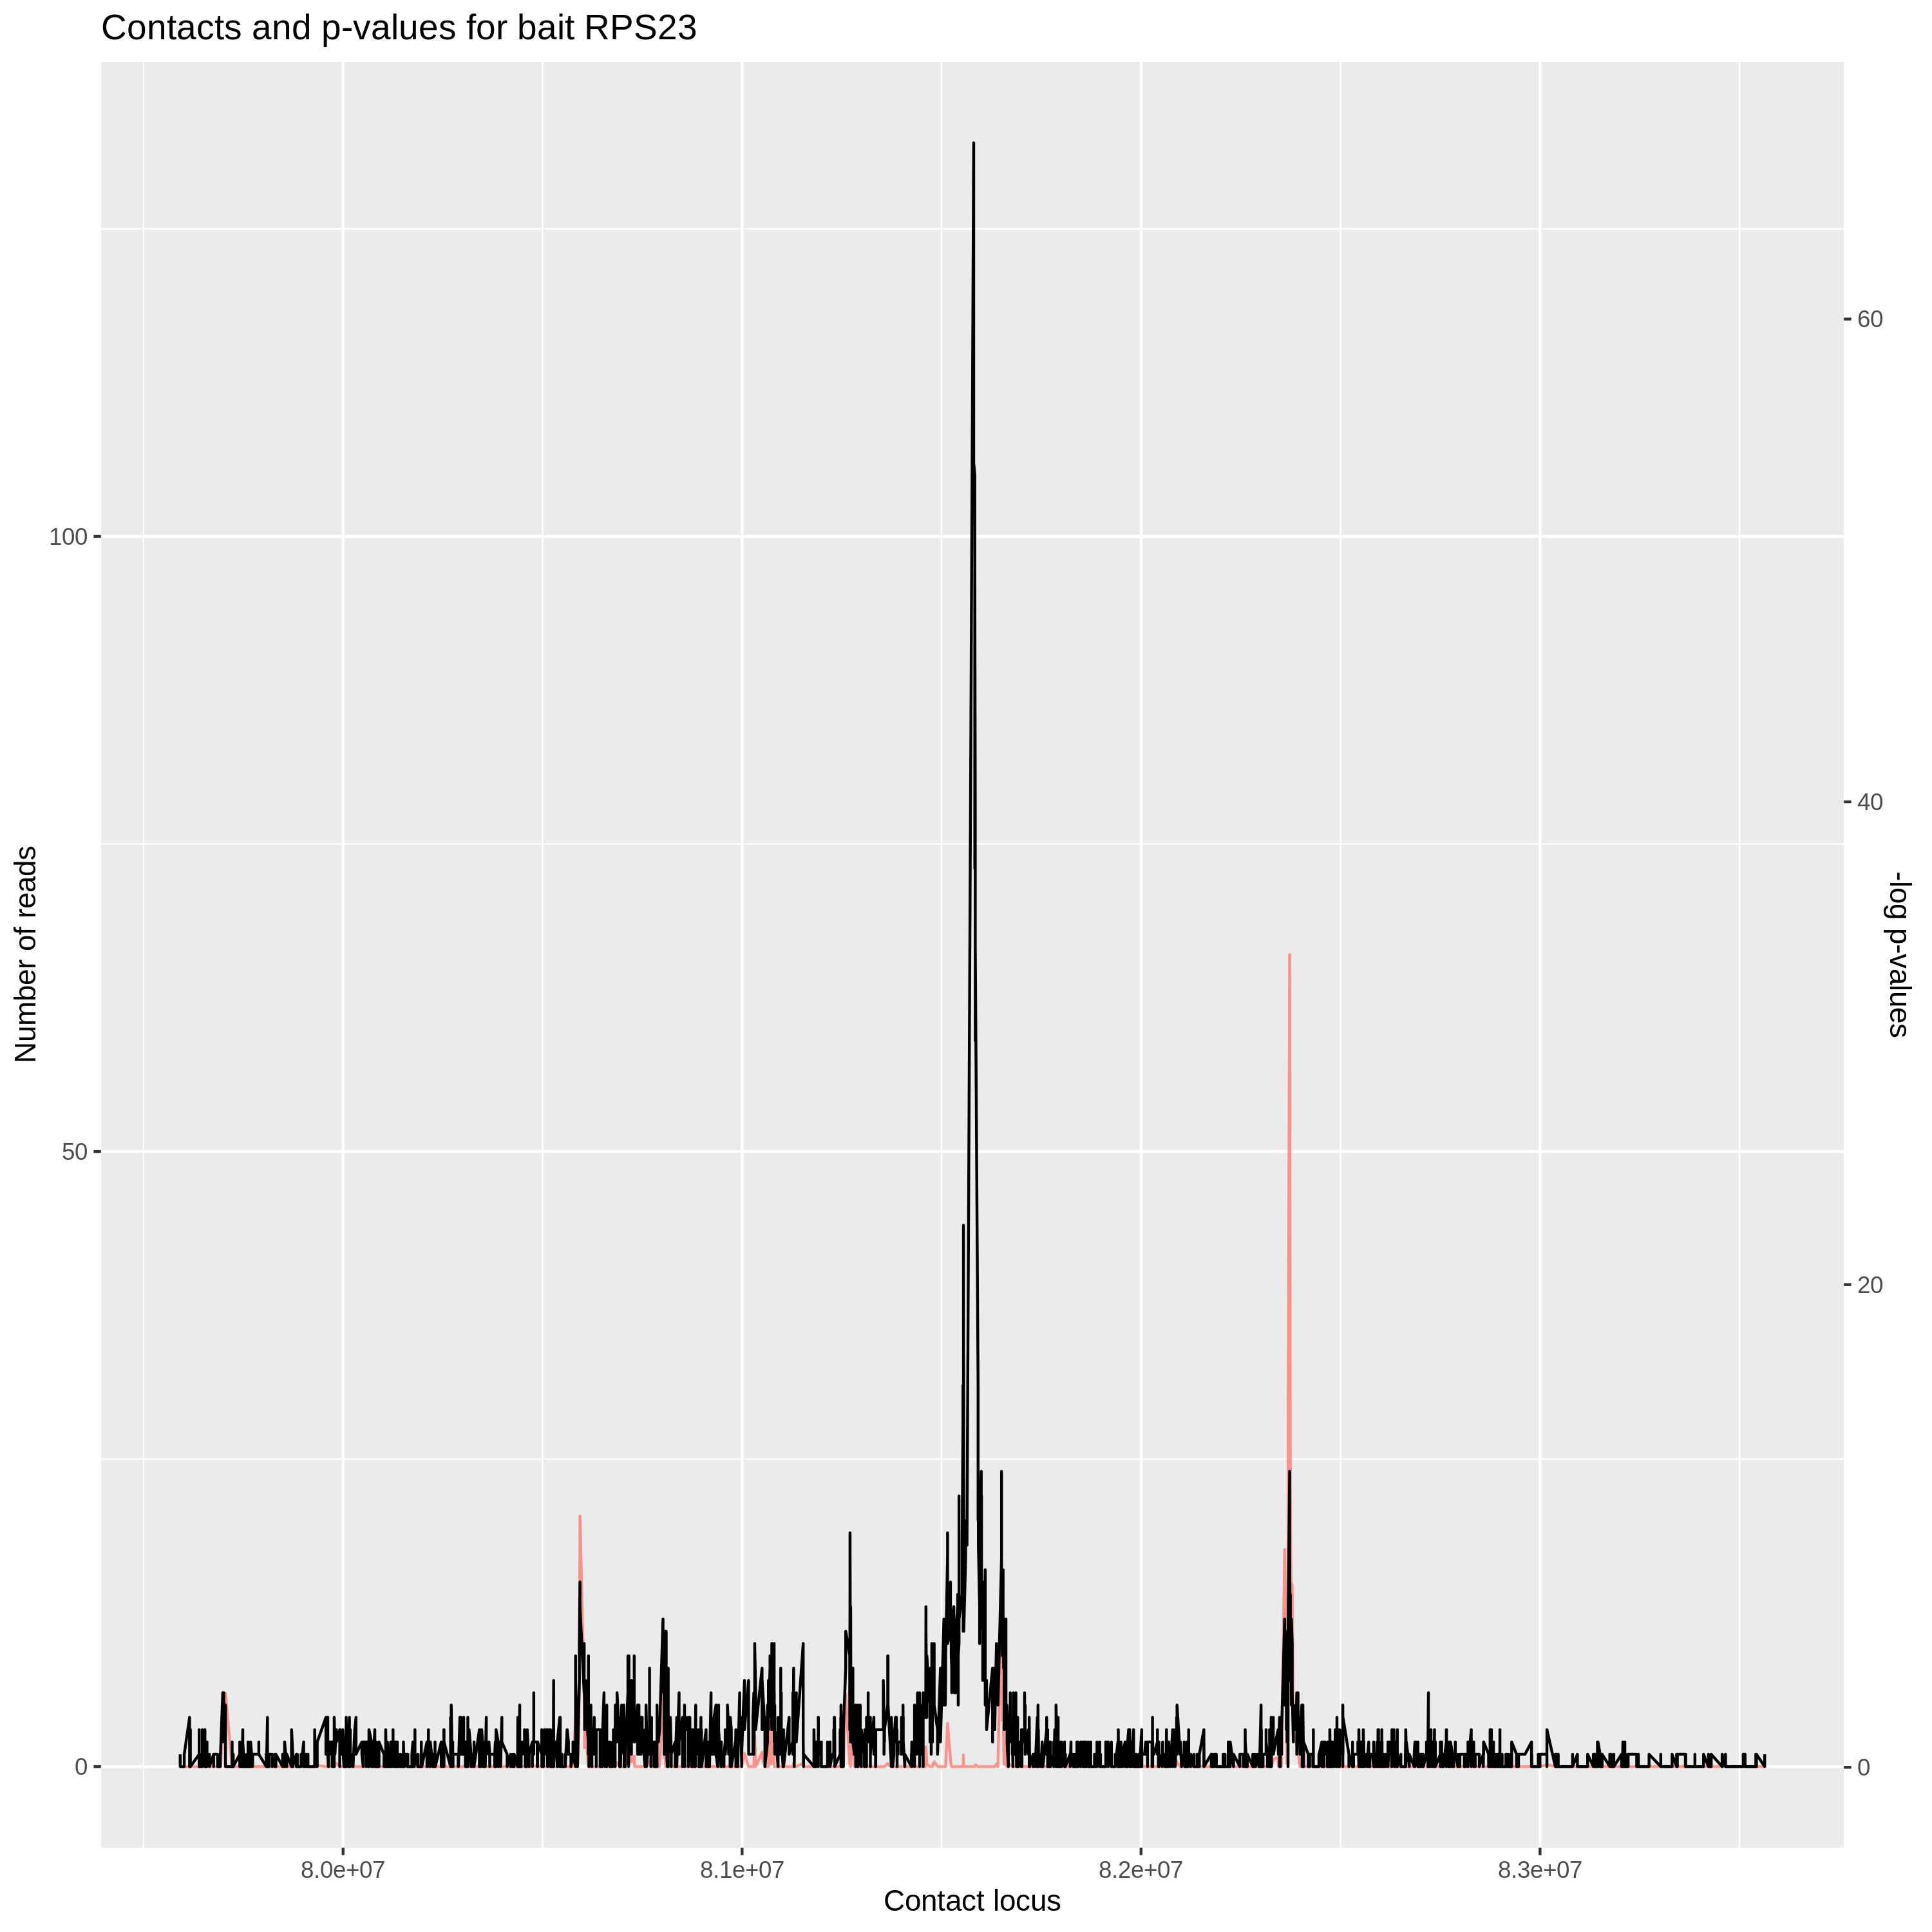 Contacts and p-values for bait RPS23
Number of reads
100
50
0
60
40
20
0
-log p-values
8.0e+07
8.1e+07
8.2e+07
8.3e+07
Contact locus